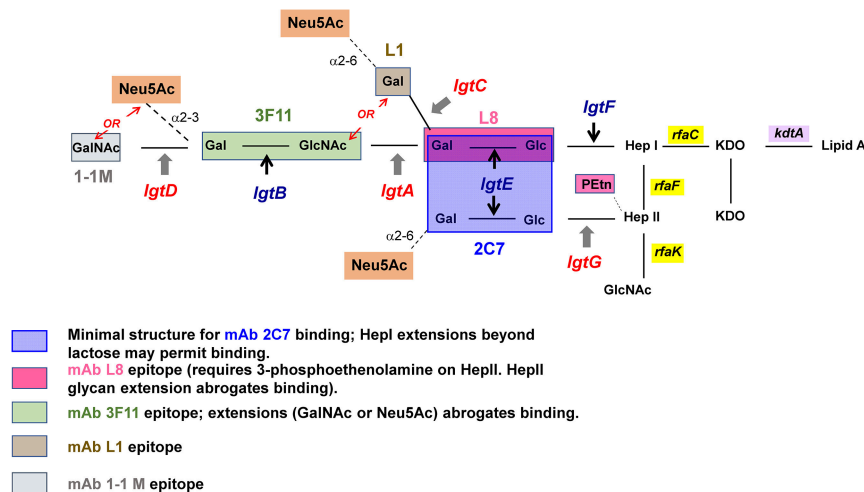 Neu5Ac
L1
α2-6
Gal
lgtC
Neu5Ac
α2-3
OR
OR
3F11
L8
lgtF
GalNAc
Gal
GlcNAc
Gal
Glc
Hep I
rfaC
KDO
kdtA
Lipid A
1-1M
lgtD
lgtB
lgtA
lgtE
PEtn
rfaF
Gal
Glc
Hep II
KDO
α2-6
Neu5Ac
2C7
lgtG
rfaK
GlcNAc
Minimal structure for mAb 2C7 binding; HepI extensions beyond
lactose may permit binding.
mAb L8 epitope (requires 3-phosphoethenolamine on HepII. HepII
glycan extension abrogates binding).
mAb 3F11 epitope; extensions (GalNAc or Neu5Ac) abrogates binding.
mAb L1 epitope
mAb 1-1 M epitope